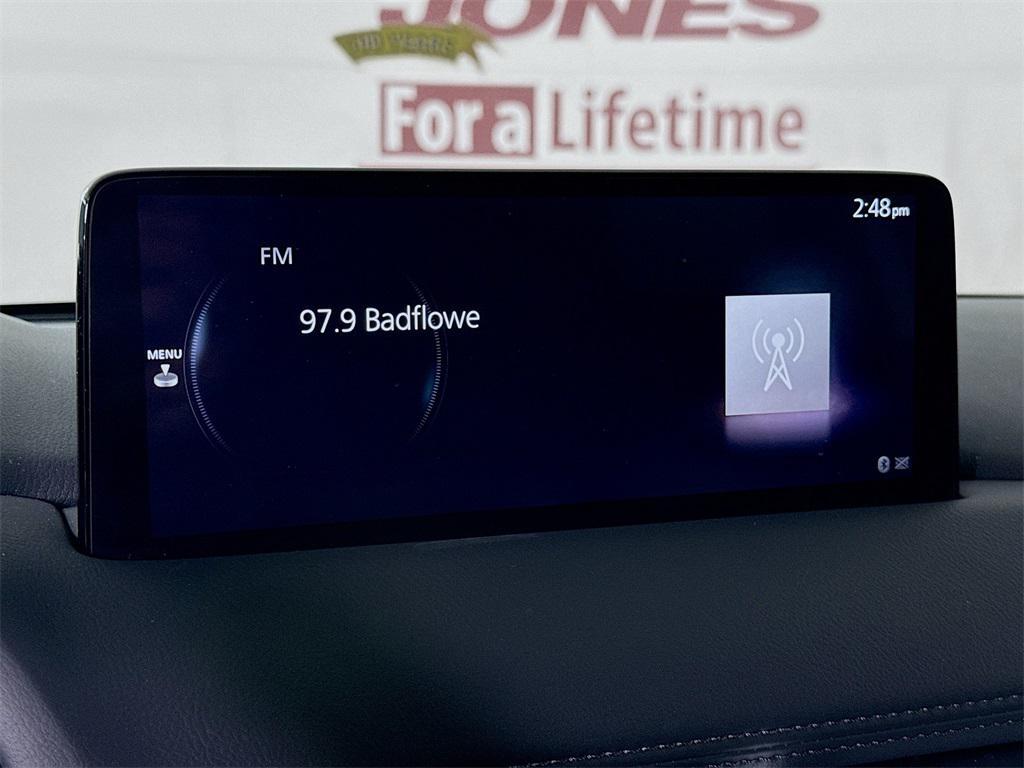 JONES
For a Lifetime
2:48pm
FM
97.9 Badflowe
MENU